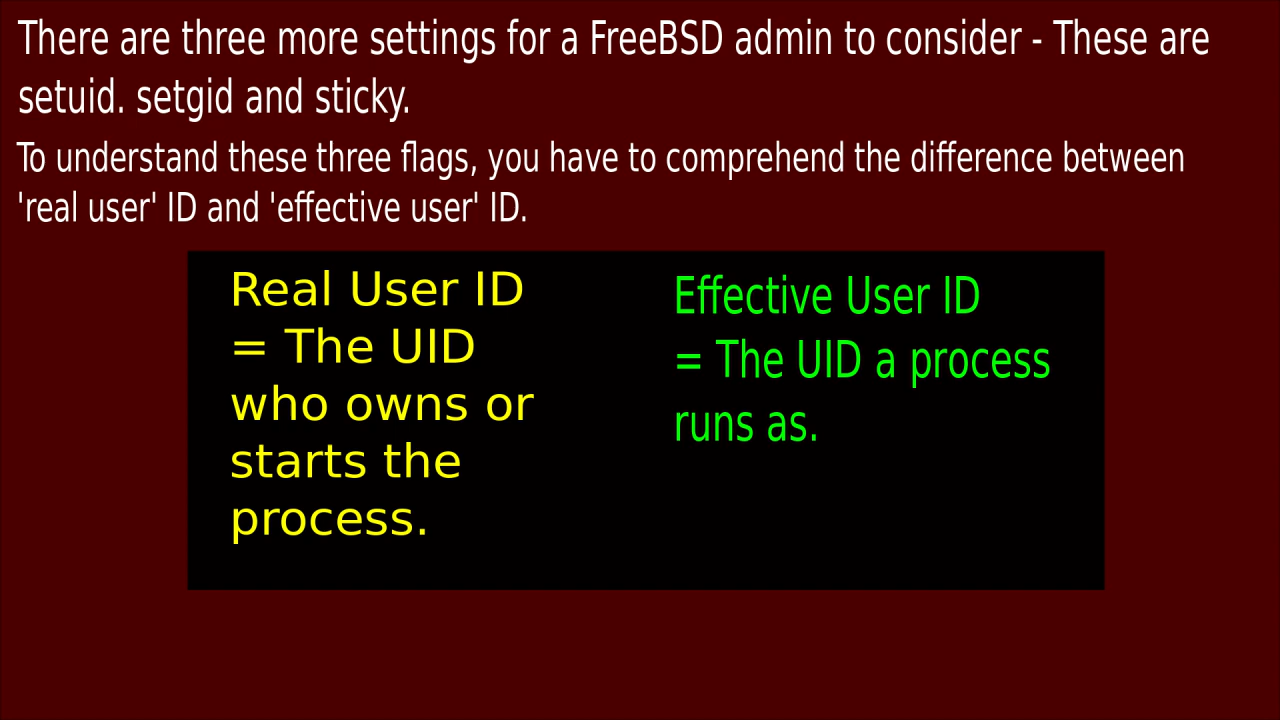 There are three more settings for a FreeBSD admin to consider - These are
setuid. setgid and sticky.
To understand these three flags, you have to comprehend the difference between
'real user' ID and 'effective user' ID.
Real User ID
= The UID
who owns or
starts the
process.
Effective User ID
= The UID a process
runs as.